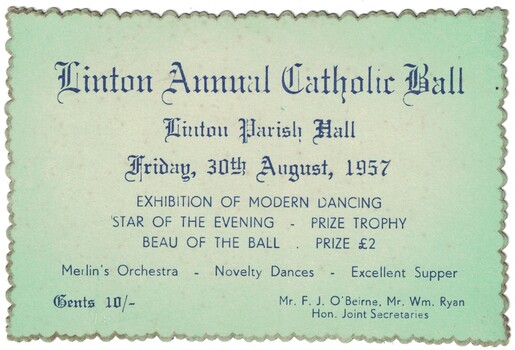 Linton Annual Catholic Ball
Linton Parish Hall
Friday, 30th August, 1957
EXHIBITION OF MODERN DANCING
STAR OF THE EVENING - PRIZE TROPHY
BEAU OF THE BALL . PRIZE £2
Merlin's Orchestra - Novelty Dances - Excellent Supper
Gents 10/-
Mr. F. J. O'Beirne, Mr. Wm. Ryan
Hon. Joint Secretaries